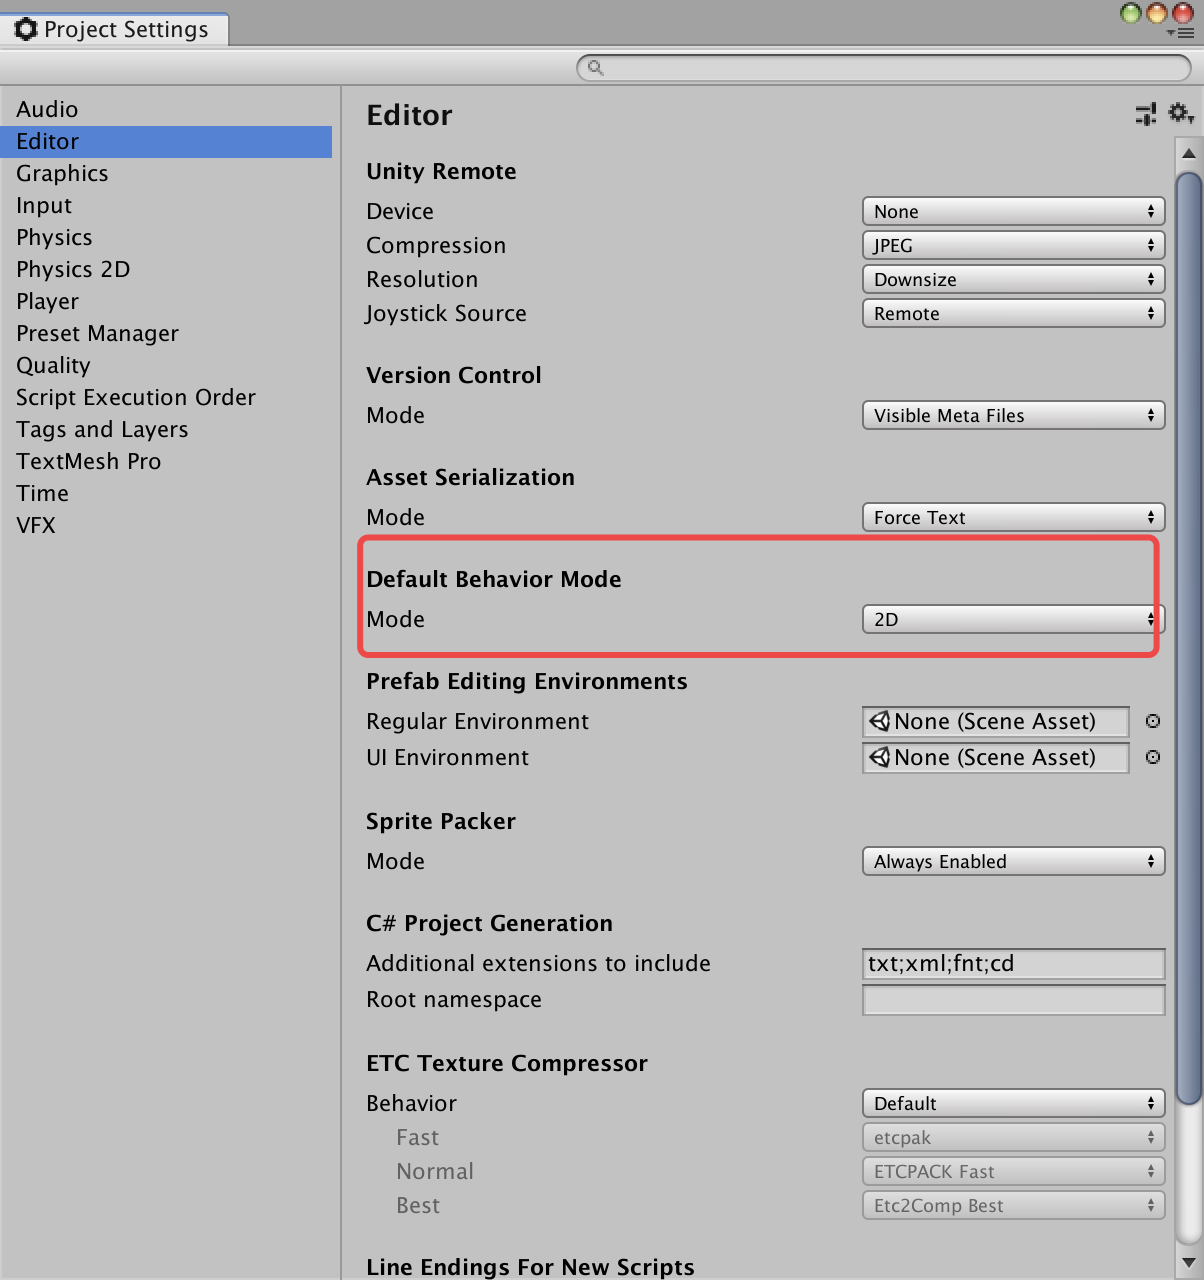 Project Settings
Audio
Editor
Graphics
Input
Physics
Physics 2D
Player
Preset Manager
Quality
Script Execution Order
Tags and Layers
TextMesh Pro
Time
VFX
Editor
Unity Remote
Device None
Compression JPEG
Resolution Downsize
Joystick Source Remote
Version Control
Mode Visible Meta Files
Asset Serialization
Mode Force Text
Default Behavior Mode
Mode 2D
Prefab Editing Environments
Regular Environment None (Scene Asset)
UI Environment None (Scene Asset)
Sprite Packer
Mode Always Enabled
C# Project Generation
Additional extensions to include txt;xml;fnt;cd
Root namespace
ETC Texture Compressor
Behavior Default
Fast etcpak
Normal ETCPACK Fast
Best Etc2Comp Best
Line Endings For New Scripts